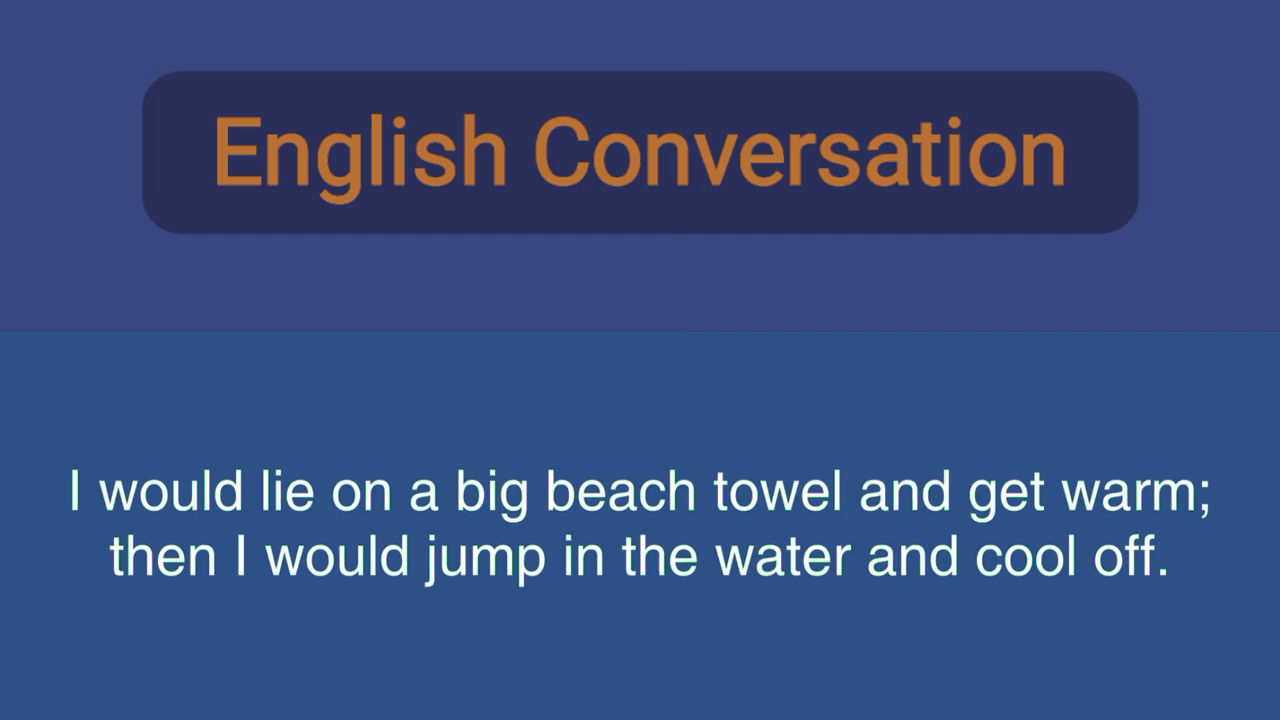 English Conversation
I would lie on a big beach towel and get warm;
then I would jump in the water and cool off.